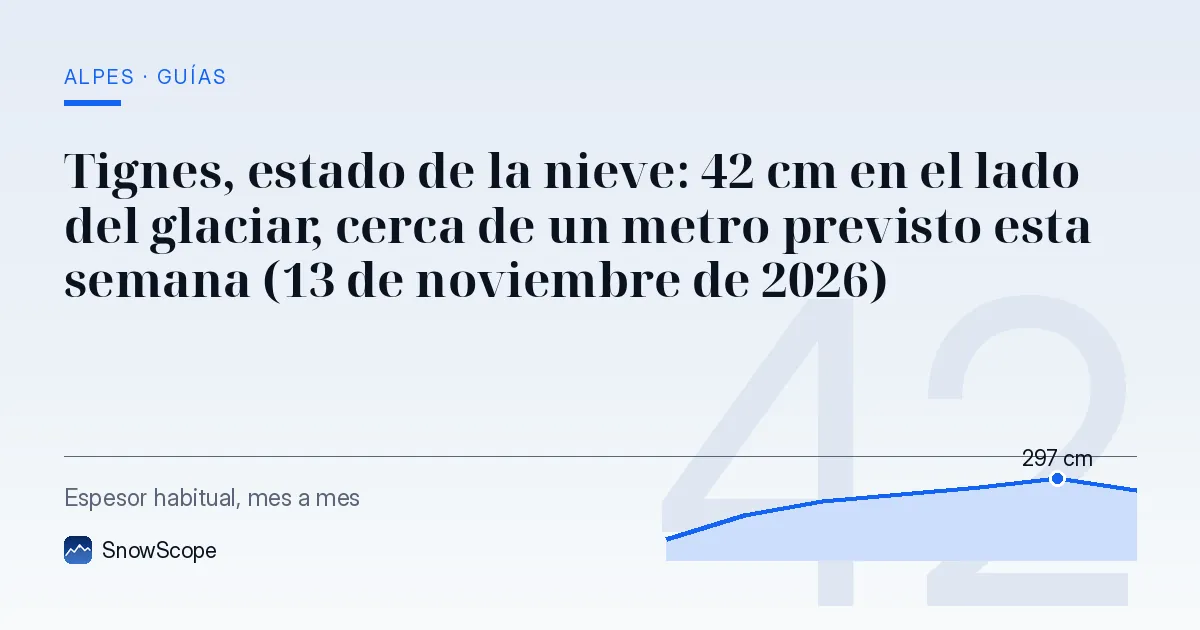 ALPES · GUÍAS
Tignes, estado de la nieve: 42 cm en el lado
del glaciar, cerca de un metro previsto esta
semana (13 de noviembre de 2026)
42
297 cm
Espesor habitual, mes a mes
SnowScope